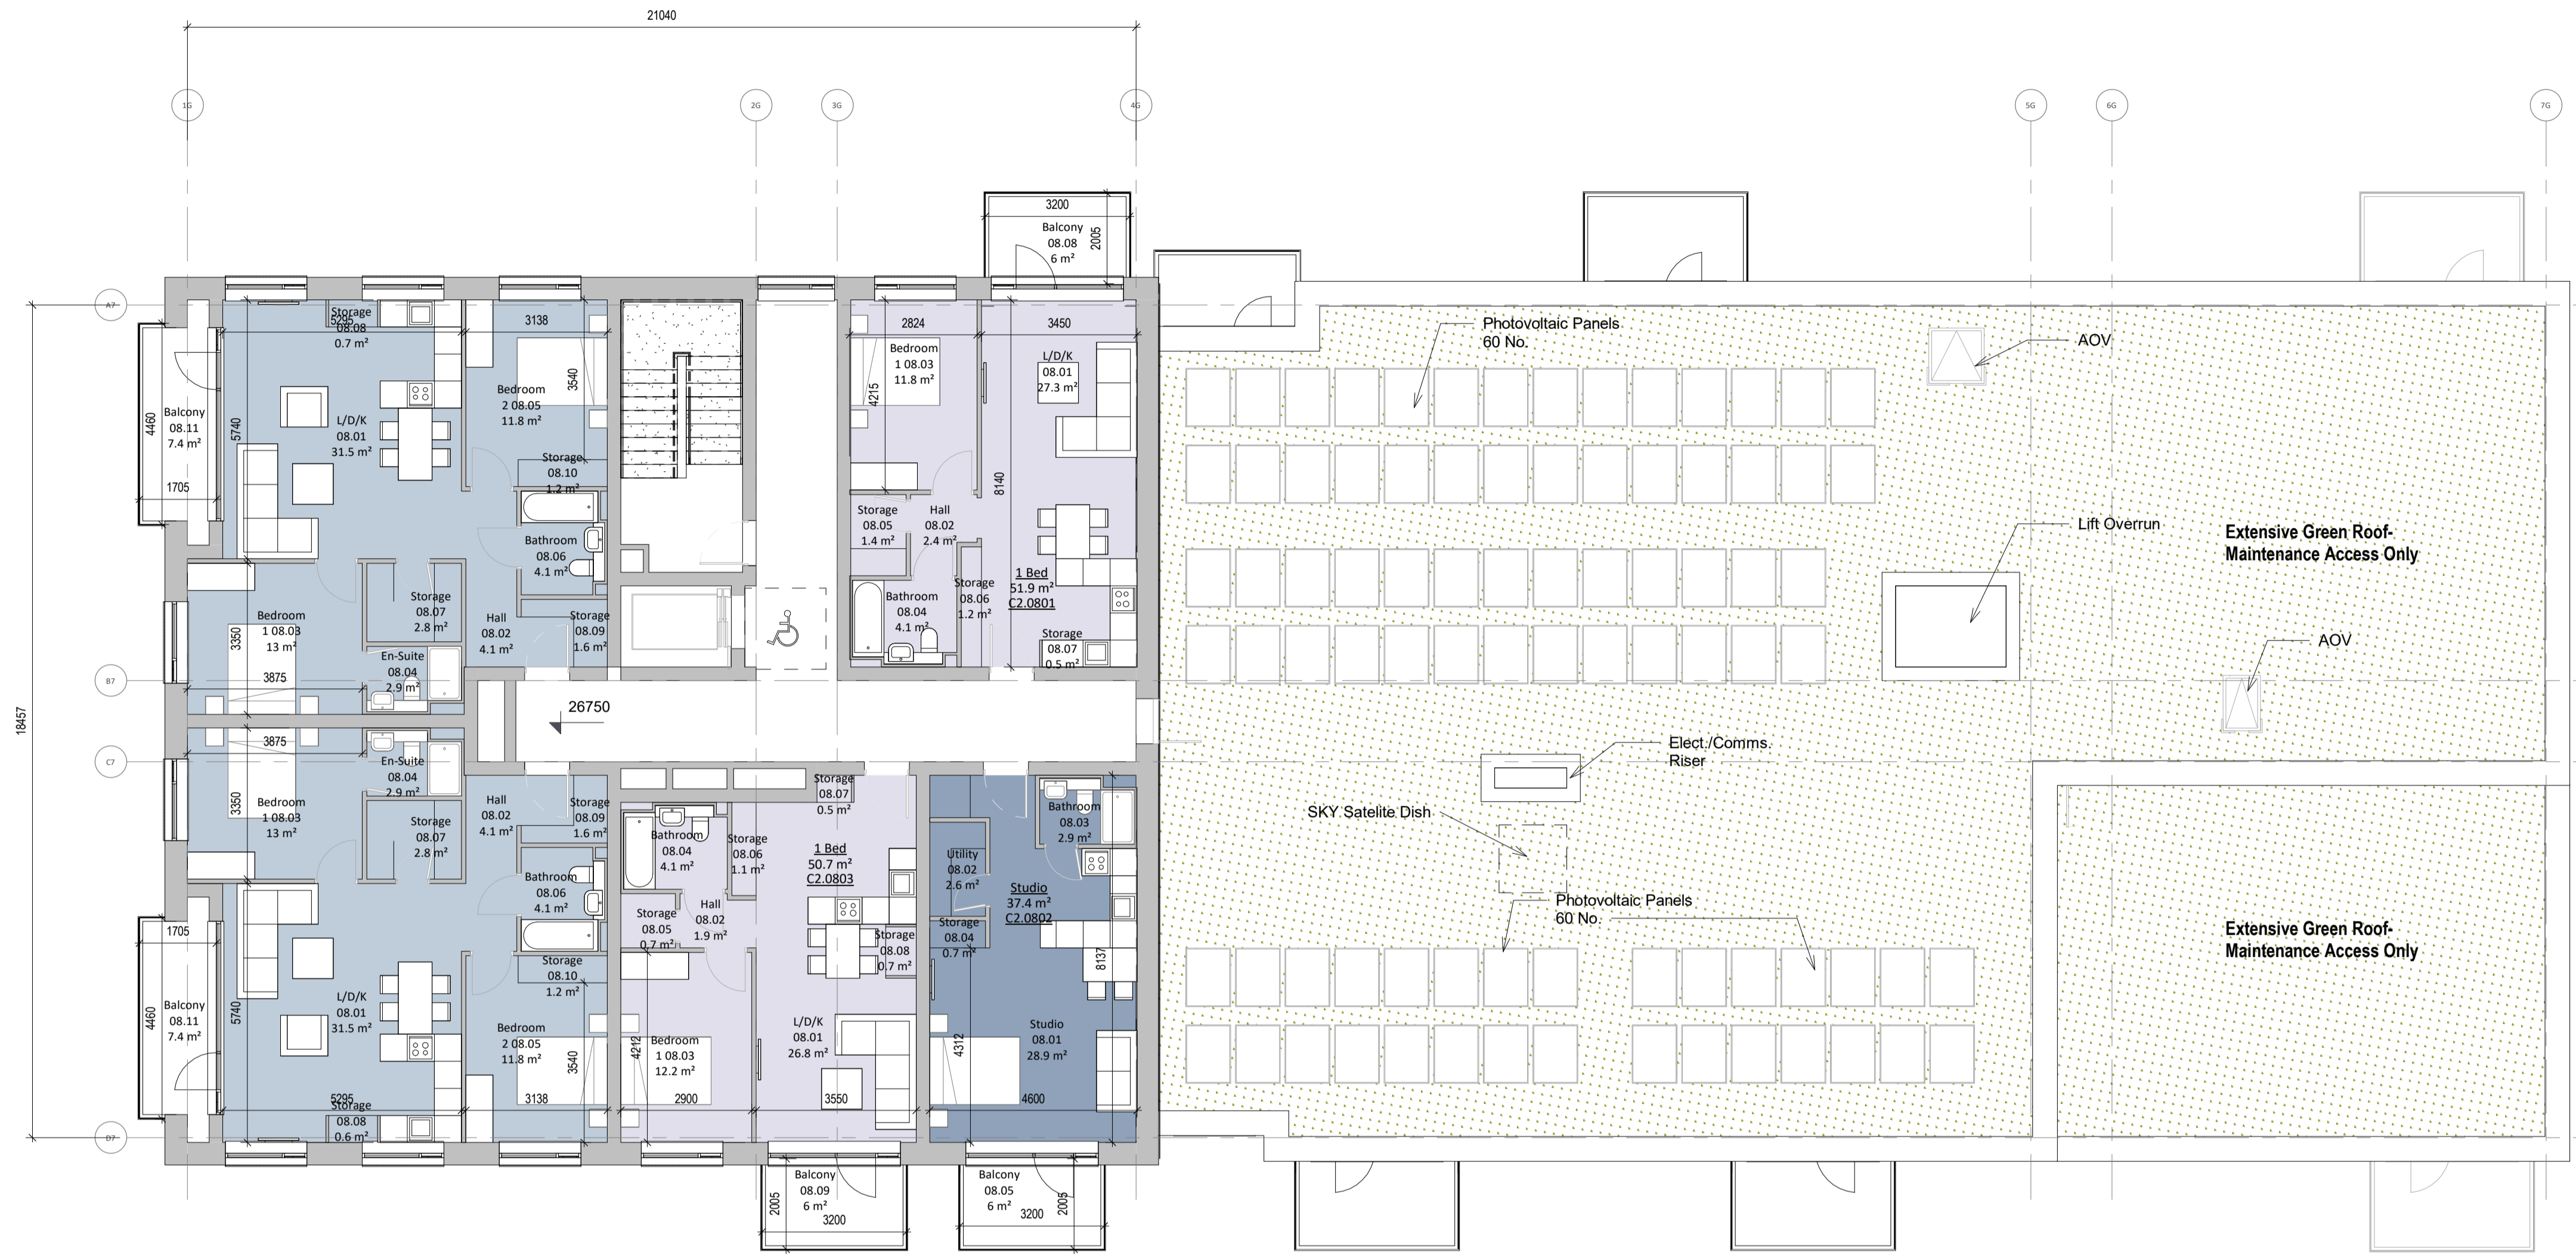 21040
1G
2G
3G
4G
5G
6G
7G
3200
Balcony
08.08
6 m²
2005
A7
Storage
08.08
5295
0.7 m²
3138
2824
3450
Photovoltaic Panels
60 No.
AOV
Bedroom
1 08.03
11.8 m²
L/D/K
08.01
27.3 m²
3540
4215
Bedroom
2 08.05
11.8 m²
Balcony
08.11
7.4 m²
4460
5740
L/D/K
08.01
31.5 m²
1705
Storage
08.10
1.2 m²
8140
Storage
08.05
1.4 m²
Hall
08.02
2.4 m²
Lift Overrun
Extensive Green Roof-
Maintenance Access Only
Bathroom
08.06
4.1 m²
1 Bed
51.9 m²
C2.0801
Storage
08.06
1.2 m²
Bathroom
08.04
4.1 m²
Storage
08.07
2.8 m²
Bedroom
1 08.03
13 m²
3350
Hall
08.02
4.1 m²
Storage
08.09
1.6 m²
Storage
08.07
0.5 m²
AOV
En-Suite
08.04
2.9 m²
3875
B7
18457
26750
3875
C7
En-Suite
08.04
2.9 m²
Elect./Comms.
Riser
Bedroom
1 08.03
13 m²
3350
Hall
08.02
4.1 m²
Storage
08.09
1.6 m²
Storage
08.07
2.8 m²
Storage
08.07
0.5 m²
Bathroom
08.03
2.9 m²
SKY Satelite Dish
Bathroom
08.04
4.1 m²
Storage
08.06
1.1 m²
1 Bed
50.7 m²
C2.0803
Utility
08.02
2.6 m²
Studio
37.4 m²
C2.0802
Bathroom
08.06
4.1 m²
Photovoltaic Panels
60 No.
Hall
08.02
1.9 m²
Storage
08.05
0.7 m²
Storage
08.08
0.7 m²
Storage
08.04
0.7 m²
Extensive Green Roof-
Maintenance Access Only
1705
Storage
08.10
1.2 m²
8137
Balcony
08.11
7.4 m²
4460
5740
L/D/K
08.01
31.5 m²
Bedroom
2 08.05
11.8 m²
3540
4212
Bedroom
1 08.03
12.2 m²
L/D/K
08.01
26.8 m²
4312
Studio
08.01
28.9 m²
5295
Storage
08.08
0.6 m²
3138
2900
3550
4600
D7
Balcony
08.09
6 m²
2005
3200
Balcony
08.05
6 m²
2005
3200